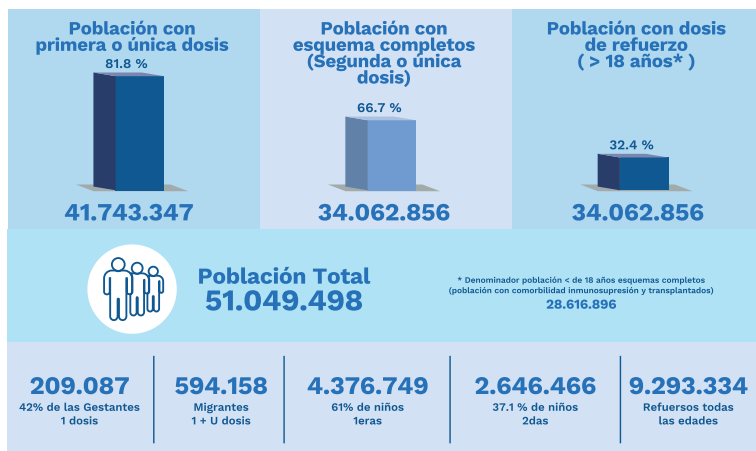 Población con
primera o única dosis
81.8 %
41.743.347
Población con
esquema completos
(Segunda o única
dosis)
66.7 %
34.062.856
Población con dosis
de refuerzo
( > 18 años* )
32.4 %
34.062.856
Población Total
51.049.498
* Denominador población < de 18 años esquemas completos
(población con comorbilidad inmunosupresión y transplantados)
28.616.896
209.087
42% de las Gestantes
1 dosis
594.158
Migrantes
1 + U dosis
4.376.749
61% de niños
1eras
2.646.466
37.1 % de niños
2das
9.293.334
Refuersos todas
las edades